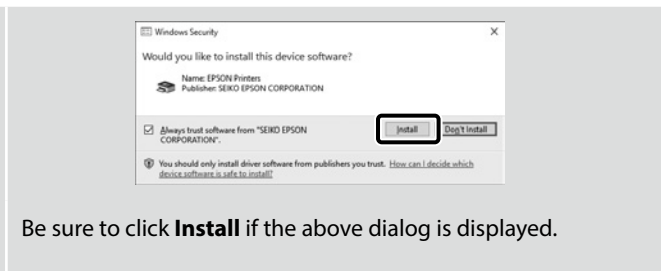 Windows Security
Would you like to install this device software?
Name: EPSON Printers
Publisher: SEIKO EPSON CORPORATION
Always trust software from "SEIKO EPSON
CORPORATION".
Install
Don't Install
You should only install driver software from publishers you trust. How can I decide which
device software is safe to install?
Be sure to click Install if the above dialog is displayed.